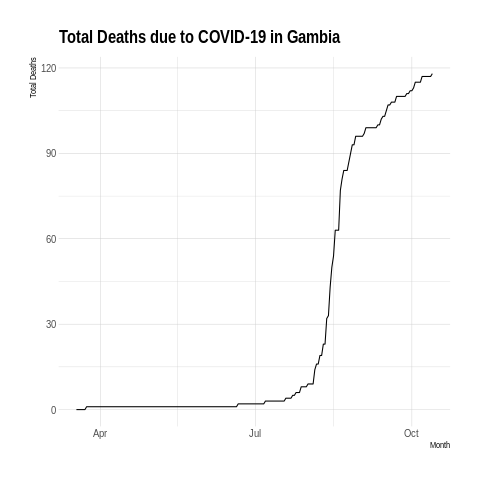 Total Deaths due to COVID-19 in Gambia
Total Deaths
120
90
60
30
0
Apr
Jul
Oct
Month